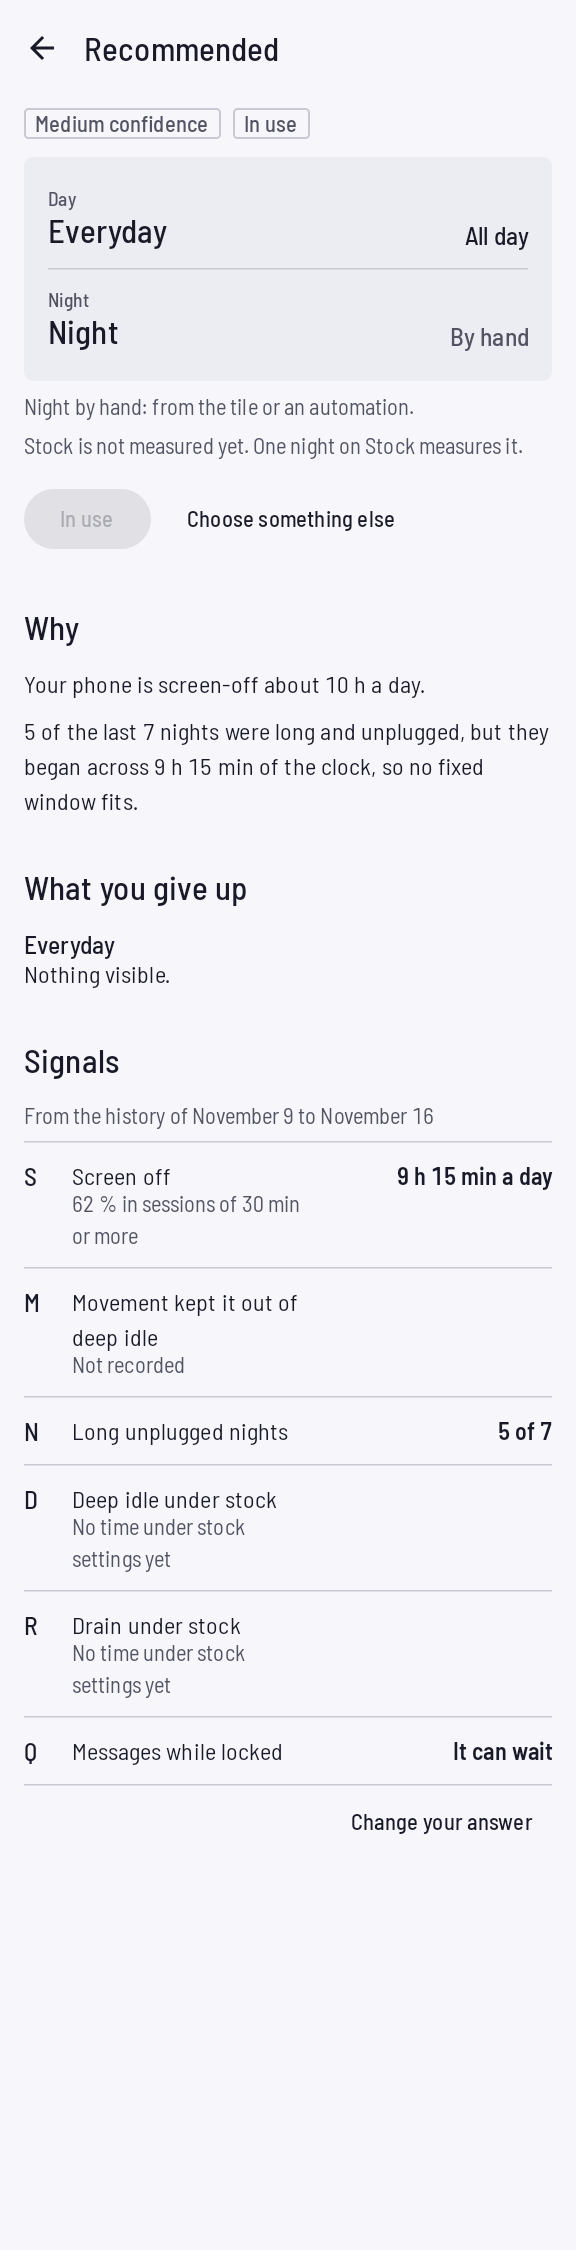 Recommended
Medium confidence
In use
Day
Everyday
All day
Night
Night
By hand
Night by hand: from the tile or an automation.
Stock is not measured yet. One night on Stock measures it.
In use
Choose something else
Why
Your phone is screen-off about 10 h a day.
5 of the last 7 nights were long and unplugged, but they
began across 9 h 15 min of the clock, so no fixed
window fits.
What you give up
Everyday
Nothing visible.
Signals
From the history of November 9 to November 16
S
Screen off
9 h 15 min a day
62 % in sessions of 30 min
or more
M
Movement kept it out of
deep idle
Not recorded
N
Long unplugged nights
5 of 7
D
Deep idle under stock
No time under stock
settings yet
R
Drain under stock
No time under stock
settings yet
Q
Messages while locked
It can wait
Change your answer